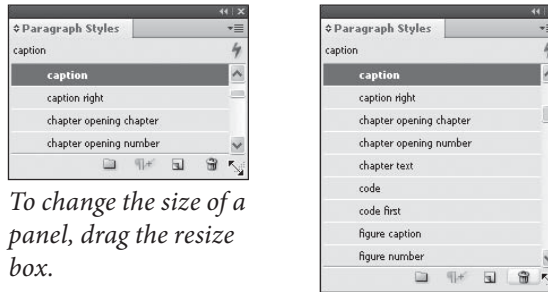 Paragraph Styles
caption
caption
caption right
chapter opening chapter
chapter opening number
To change the size of a
panel, drag the resize
box.
Paragraph Styles
caption
caption
caption right
chapter opening chapter
chapter opening number
chapter text
code
code first
figure caption
figure number